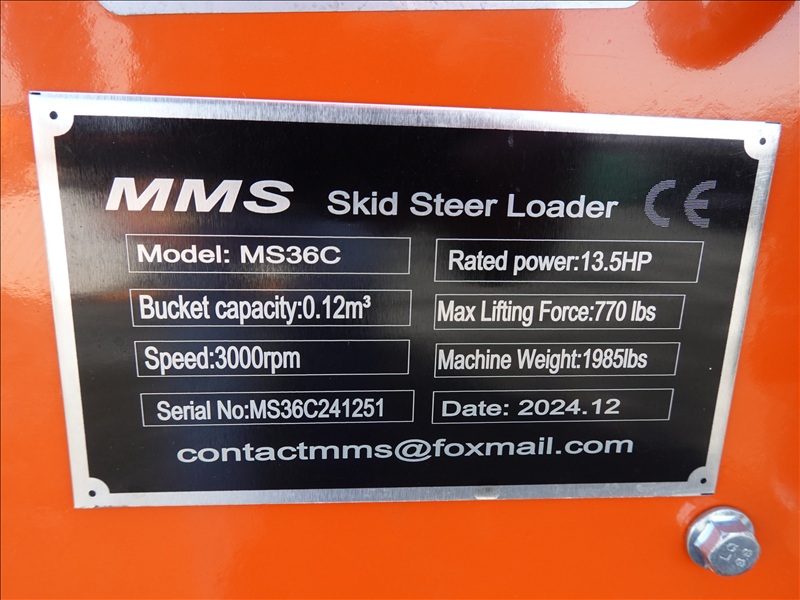 MMS Skid Steer Loader CE
Model: MS36C
Rated power:13.5HP
Bucket capacity:0.12m³
Max Lifting Force:770 lbs
Speed:3000rpm
Machine Weight:1985lbs
Serial No:MS36C241251
Date: 2024.12
contactmms@foxmail.com